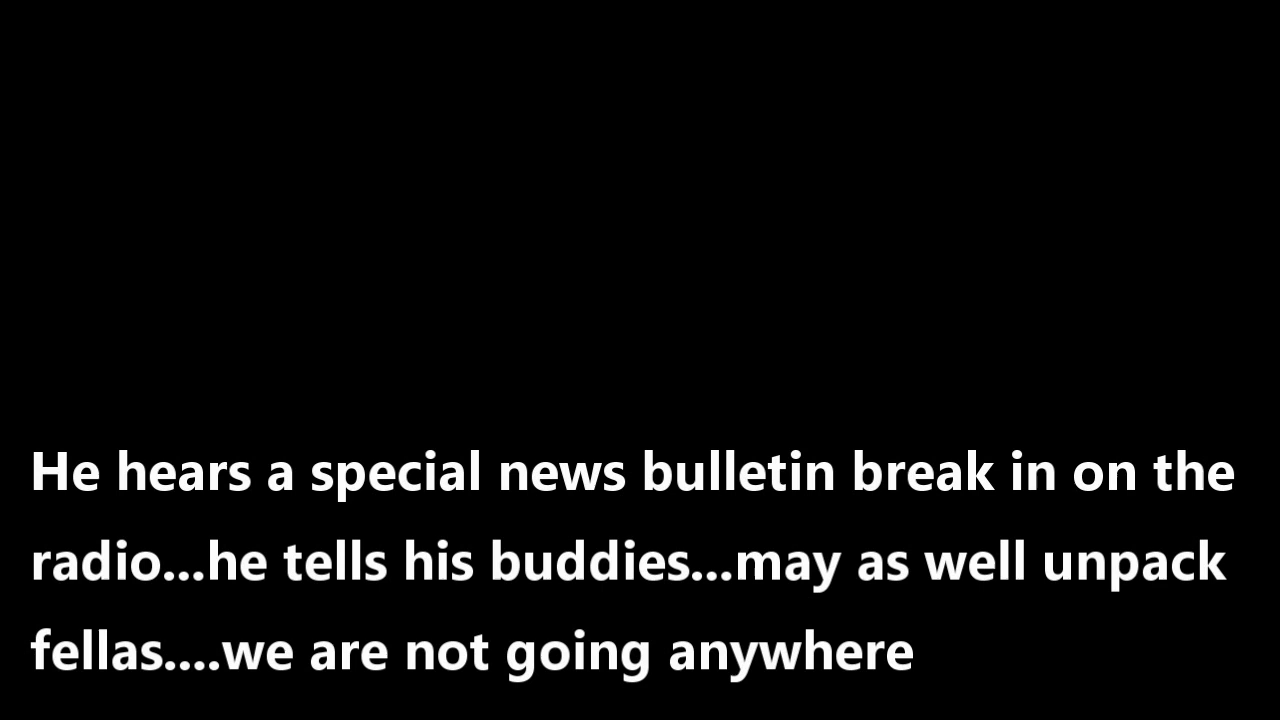 He hears a special news bulletin break in on the
radio...he tells his buddies...may as well unpack
fellas....we are not going anywhere